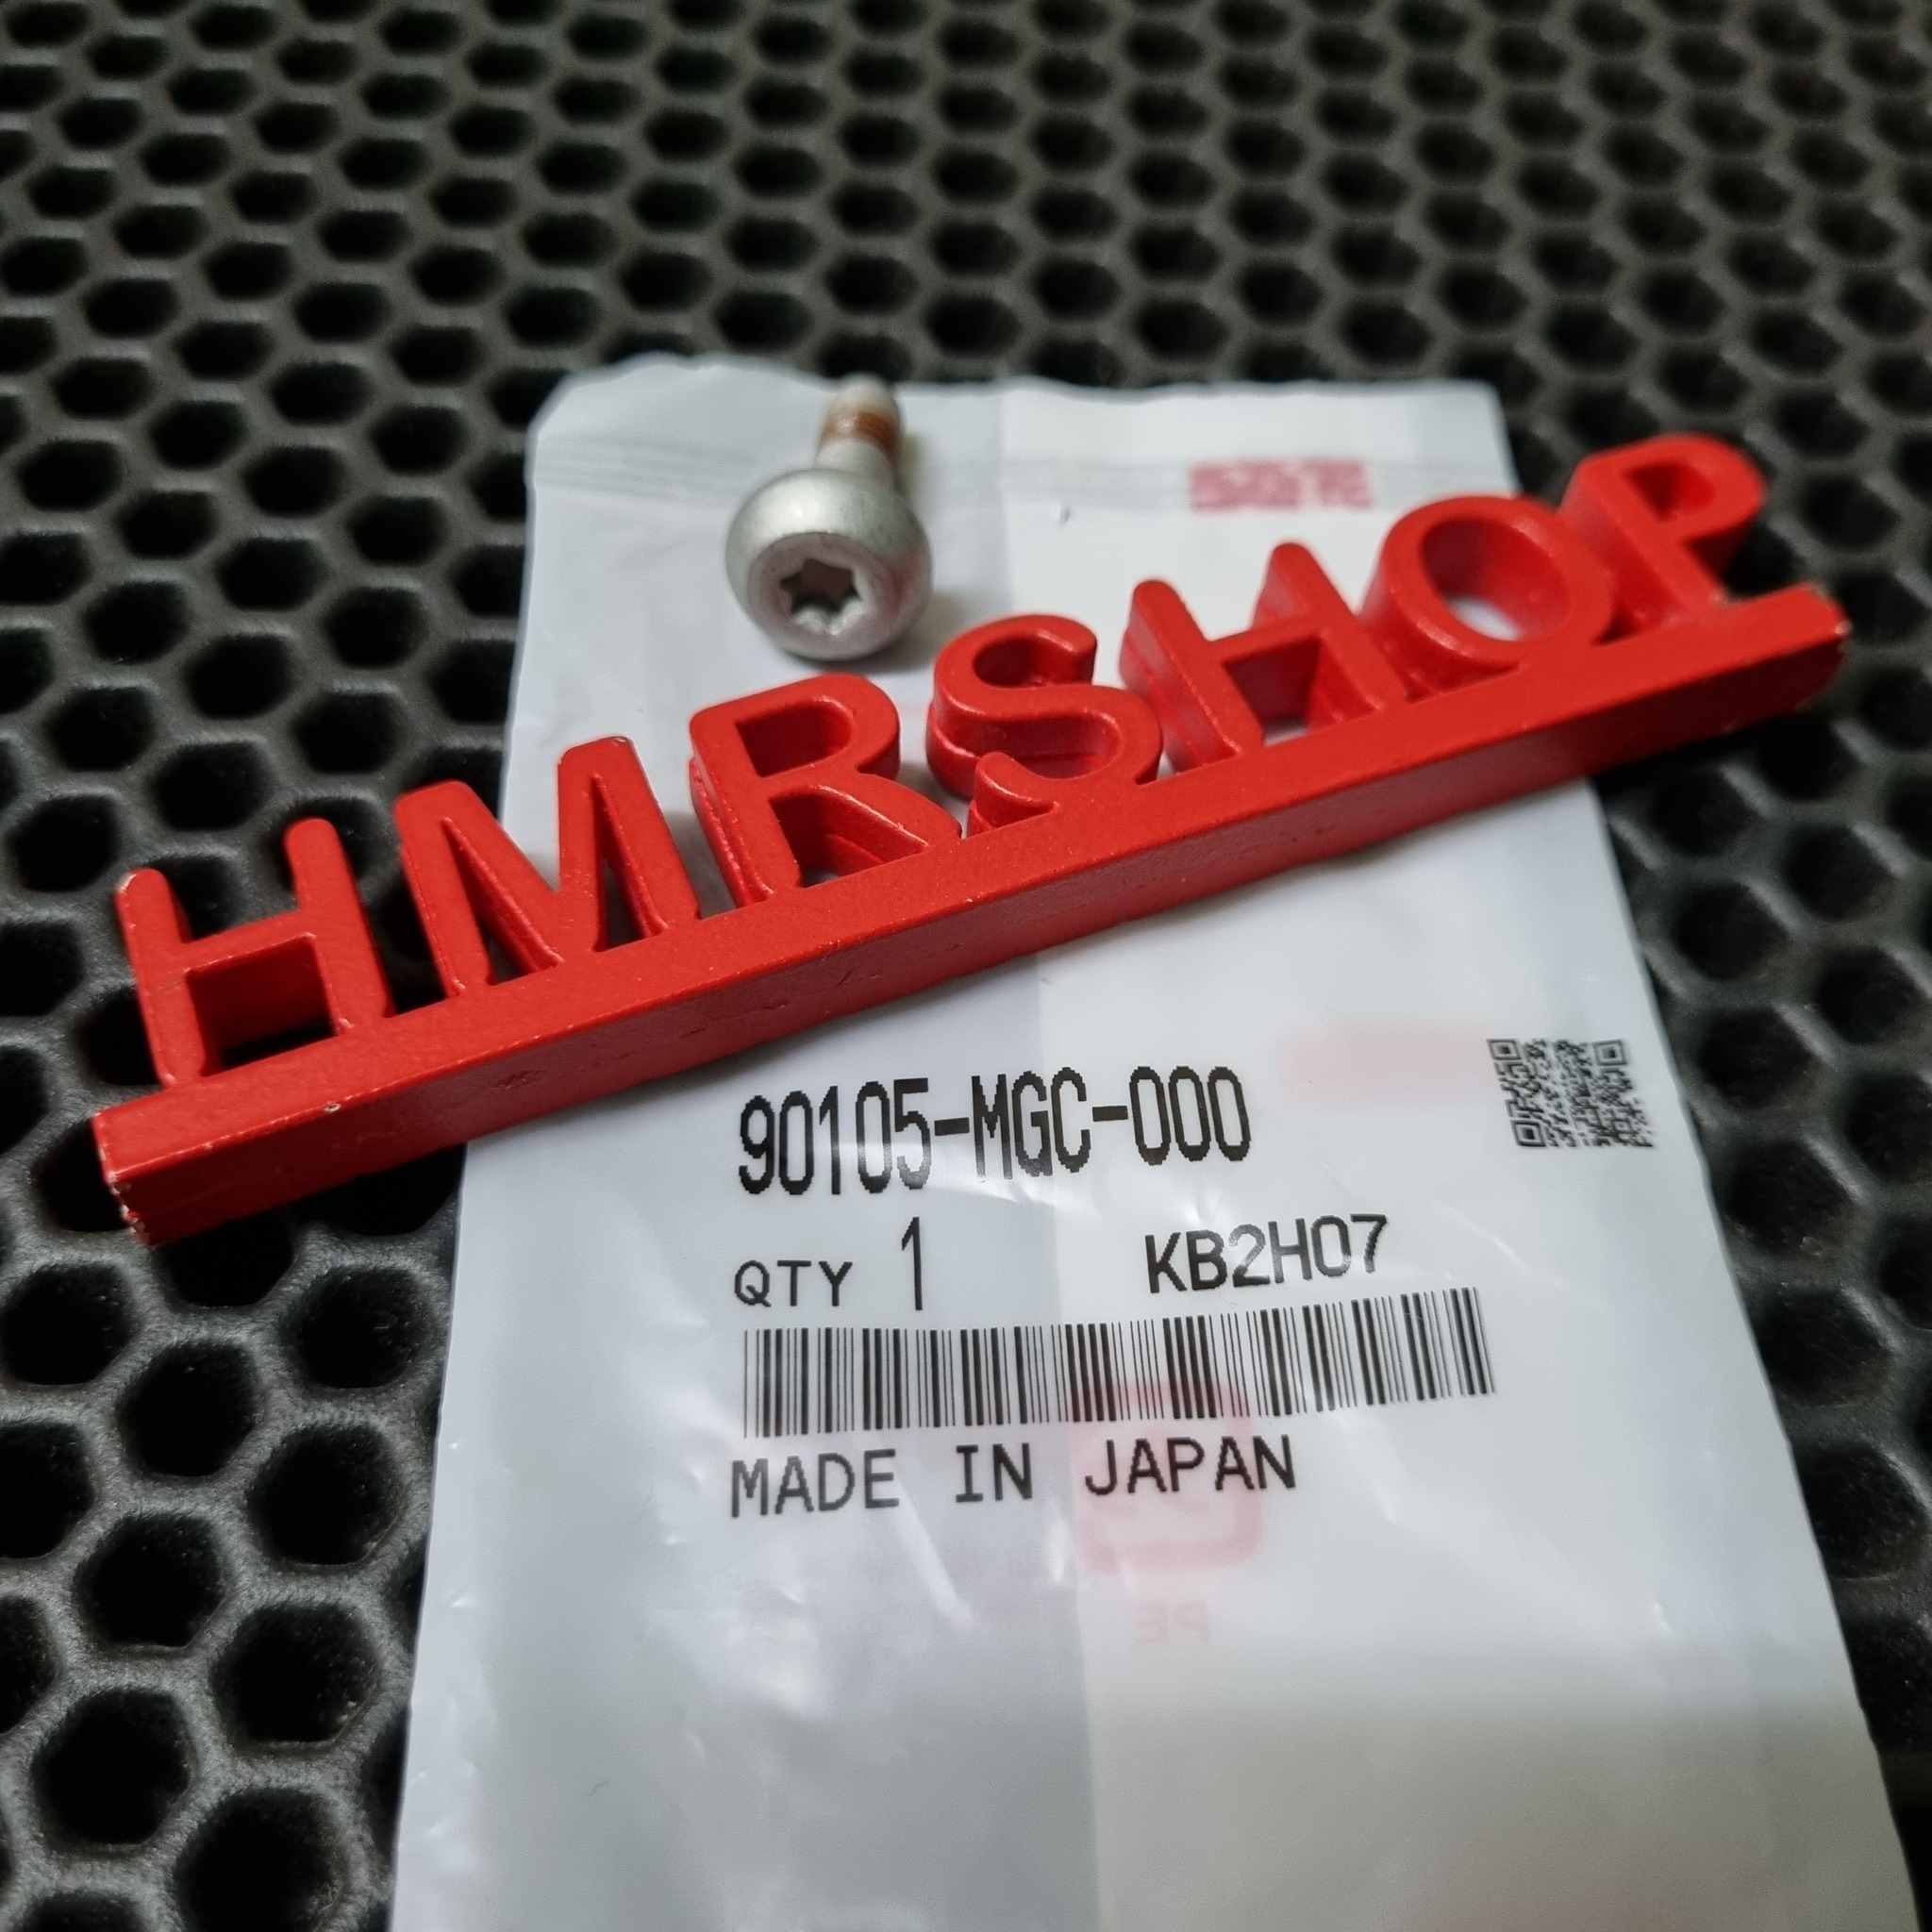 HMRSHOP
90105-MGC-000
QTY 1 KB2H07
MADE IN JAPAN